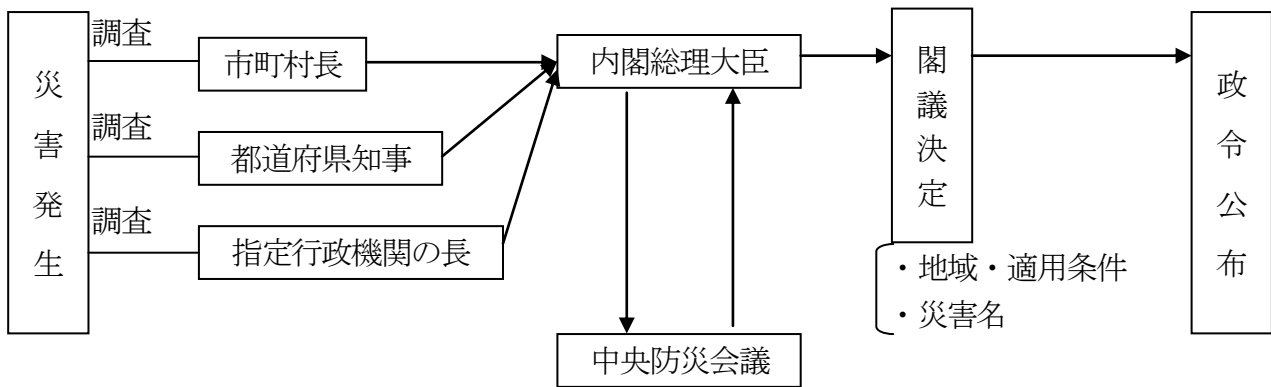 災害発生
調査
市町村長
調査
都道府県知事
調査
指定行政機関の長
内閣総理大臣
中央防災会議
閣議決定
・地域・適用条件
・災害名
政令公布